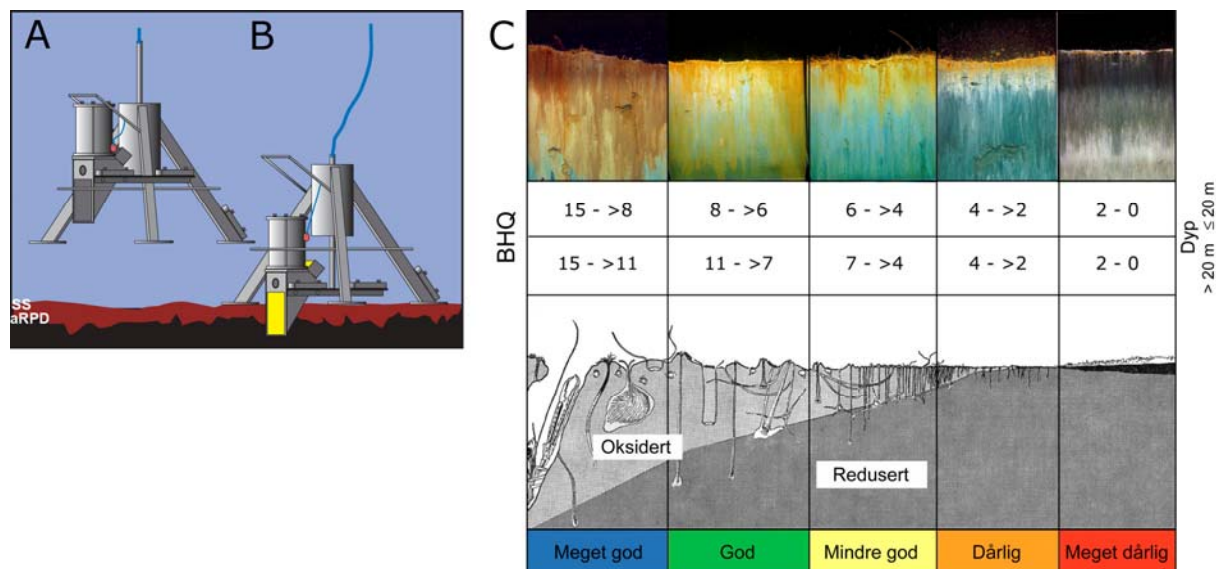 A
B
SS
aRPD
C
BHQ
15 - >8
8 - >6
6 - >4
4 - >2
2 - 0
15 - >11
11 - >7
7 - >4
4 - >2
2 - 0
Dyp
> 20 m ≤ 20 m
Oksidert
Redusert
Meget god
God
Mindre god
Dårlig
Meget dårlig